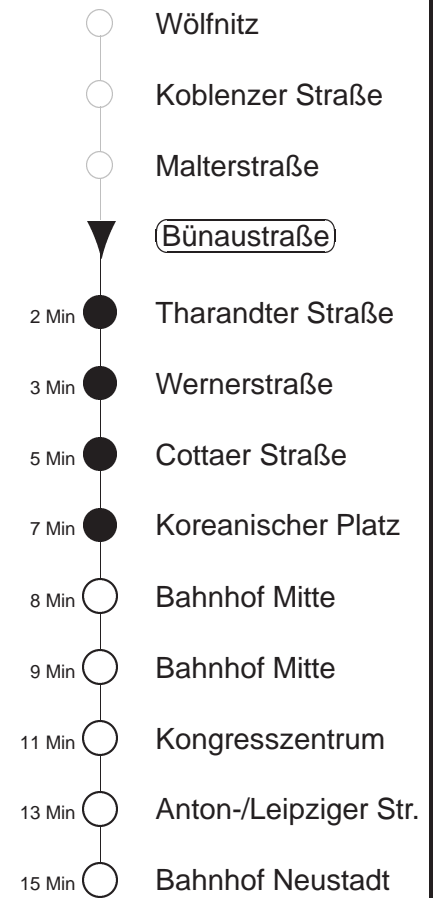 Wölfnitz
Koblenzer Straße
Malterstraße
Bünaustraße
2 Min Tharandter Straße
3 Min Wernerstraße
5 Min Cottaer Straße
7 Min Koreanischer Platz
8 Min Bahnhof Mitte
9 Min Bahnhof Mitte
11 Min Kongresszentrum
13 Min Anton-/Leipziger Str.
15 Min Bahnhof Neustadt